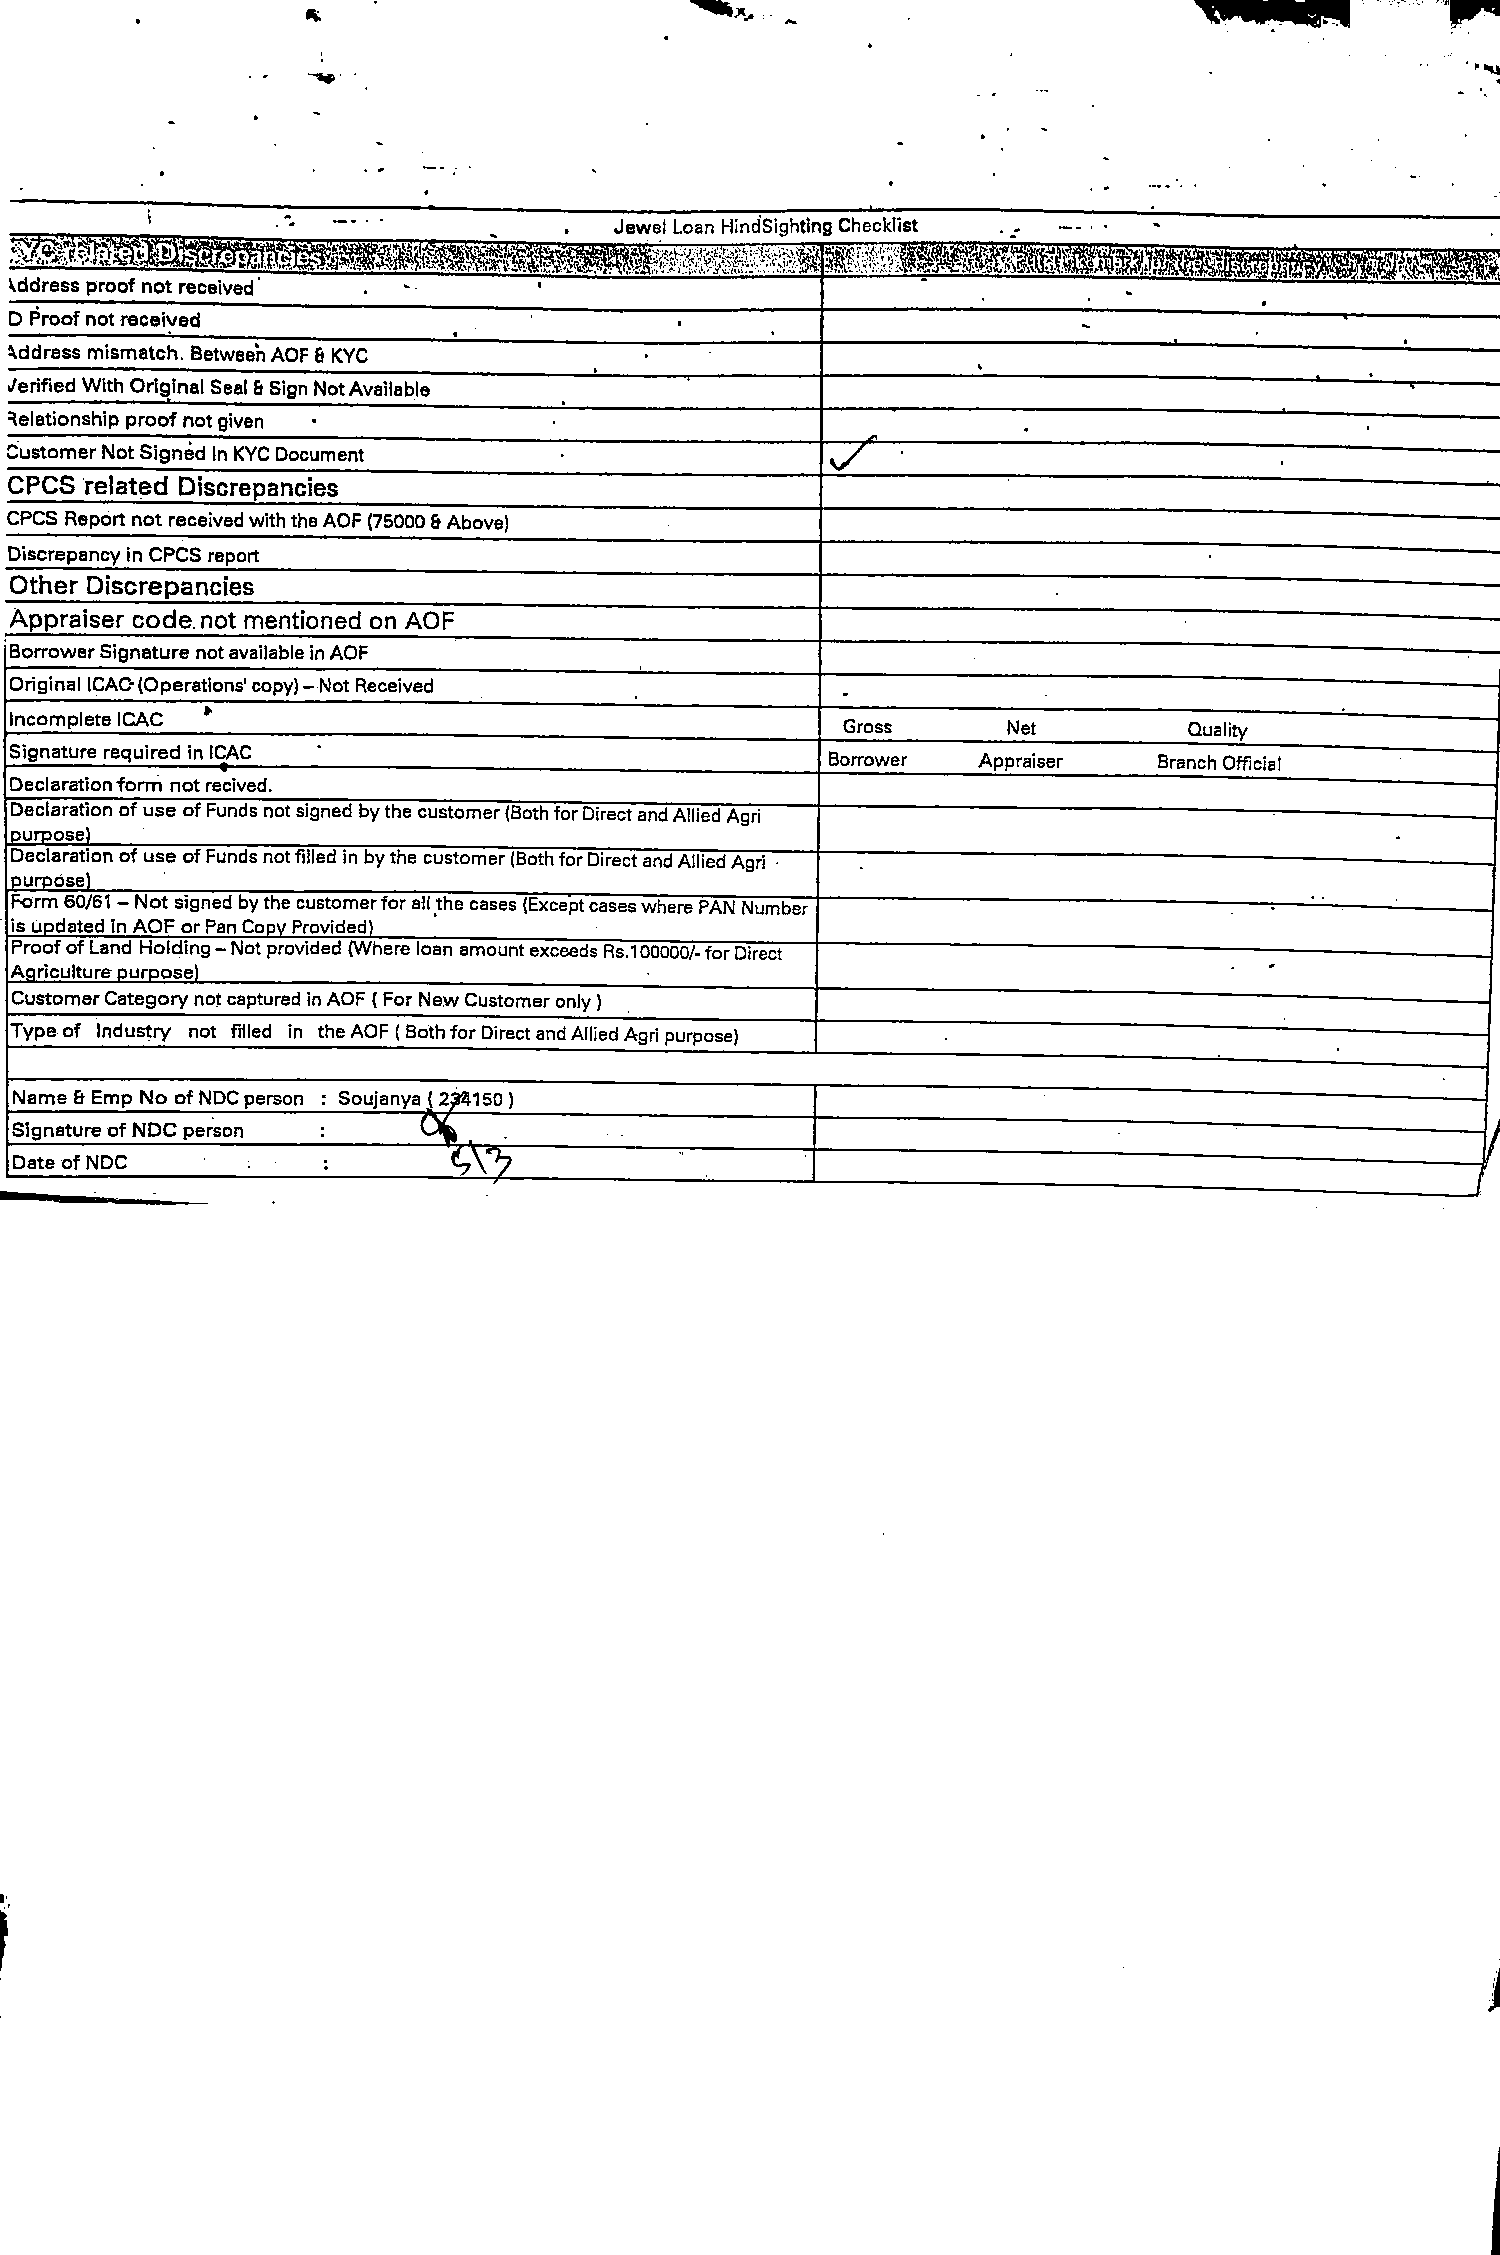 Jewel Loan HindSighting Checklist
YC related Discrepancies
Address proof not received
D Proof not received
Address mismatch. Between AOF & KYC
Verified With Original Seal & Sign Not Available
Relationship proof not given
Customer Not Signed In KYC Document ✓
CPCS related Discrepancies
CPCS Report not received with the AOF (75000 & Above)
Discrepancy in CPCS report
Other Discrepancies
Appraiser code not mentioned on AOF
Borrower Signature not available in AOF
Original ICAC (Operations' copy) – Not Received
Incomplete ICAC Gross Net Quality
Signature required in ICAC Borrower Appraiser Branch Official
Declaration form not recived.
Declaration of use of Funds not signed by the customer (Both for Direct and Allied Agri
purpose)
Declaration of use of Funds not filled in by the customer (Both for Direct and Allied Agri
purpose)
Form 60/61 – Not signed by the customer for all the cases (Except cases where PAN Number
is updated in AOF or Pan Copy Provided)
Proof of Land Holding – Not provided (Where loan amount exceeds Rs.100000/- for Direct
Agriculture purpose)
Customer Category not captured in AOF ( For New Customer only )
Type of Industry not filled in the AOF ( Both for Direct and Allied Agri purpose)
Name & Emp No of NDC person : Soujanya ( 234150 )
Signature of NDC person :
Date of NDC : 5\3